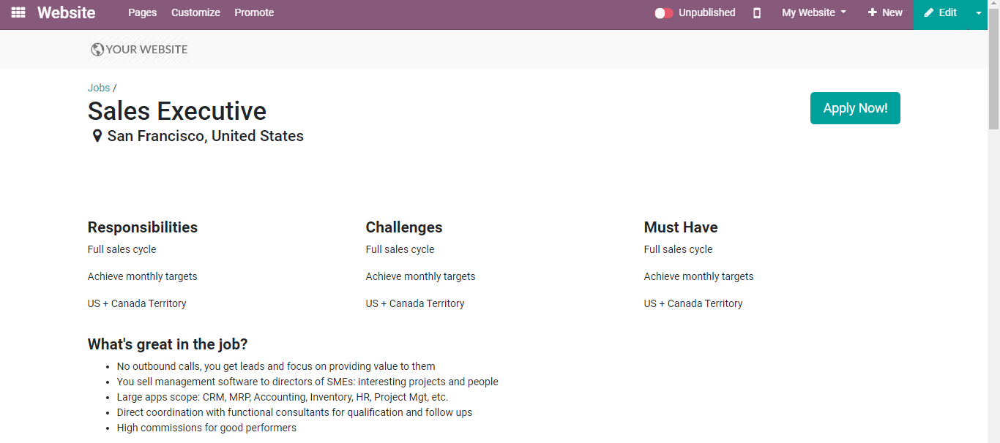 Website Pages Customize Promote Unpublished My Website + New Edit
YOUR WEBSITE
Jobs /
Sales Executive
Apply Now!
San Francisco, United States
Responsibilities Challenges Must Have
Full sales cycle Full sales cycle Full sales cycle
Achieve monthly targets Achieve monthly targets Achieve monthly targets
US + Canada Territory US + Canada Territory US + Canada Territory
What's great in the job?
• No outbound calls, you get leads and focus on providing value to them
• You sell management software to directors of SMEs: interesting projects and people
• Large apps scope: CRM, MRP, Accounting, Inventory, HR, Project Mgt, etc.
• Direct coordination with functional consultants for qualification and follow ups
• High commissions for good performers